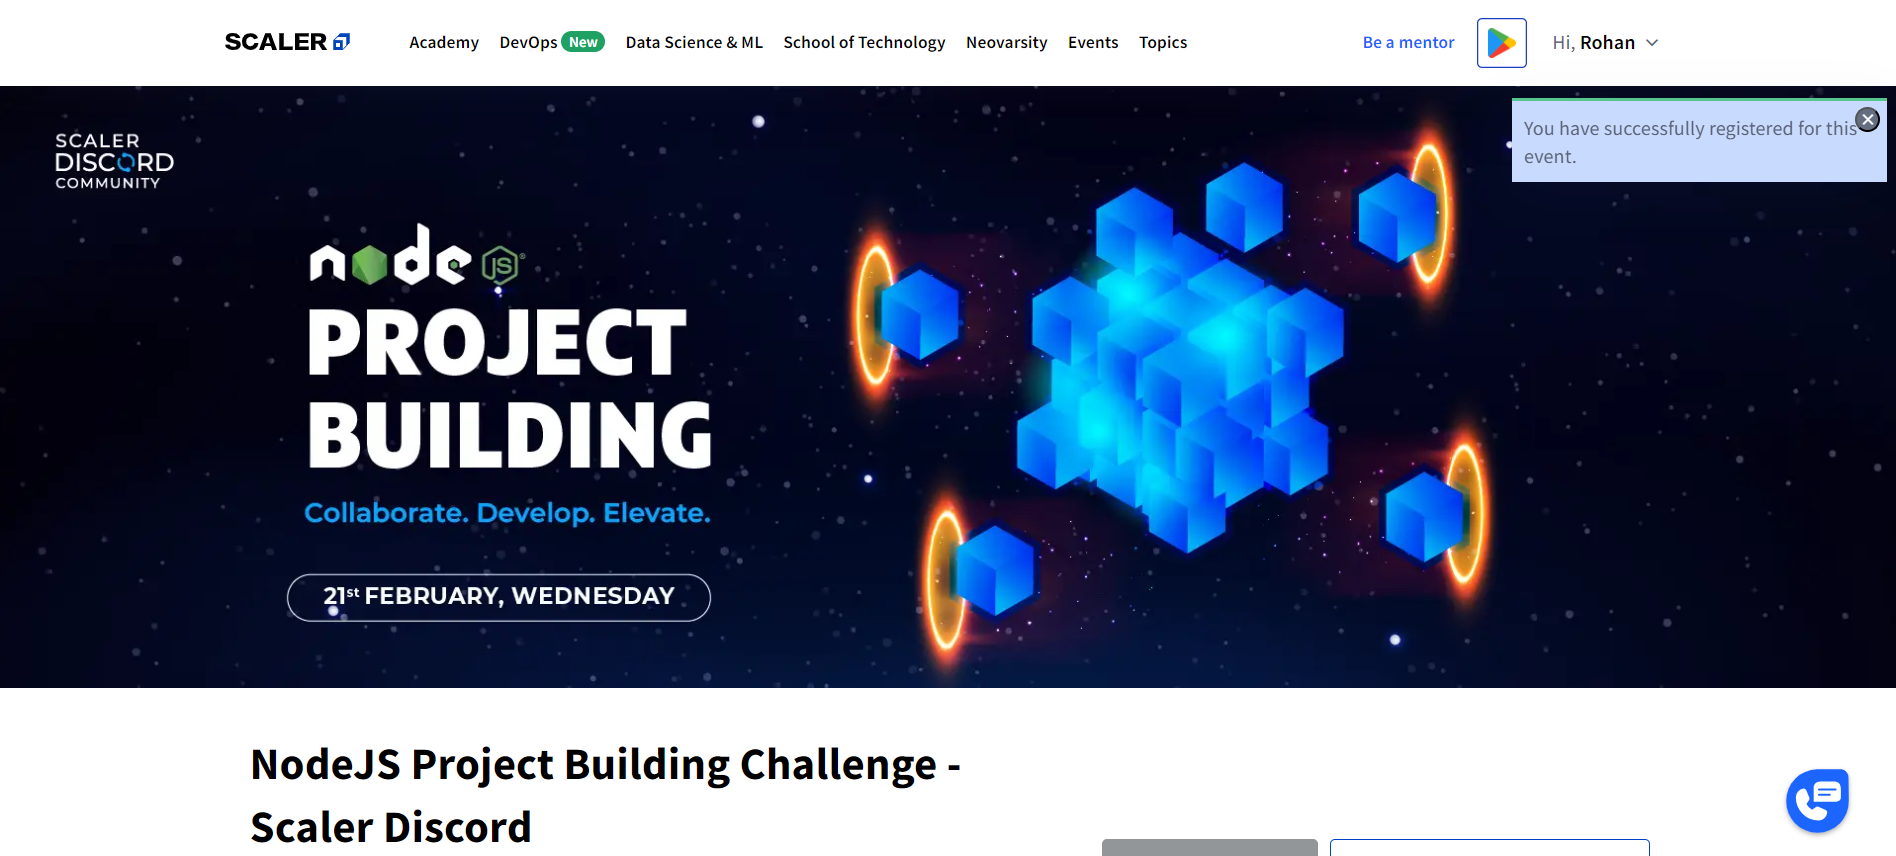 SCALER
Academy DevOps New Data Science & ML School of Technology Neovarsity Events Topics
Be a mentor
Hi, Rohan
You have successfully registered for this
event.
SCALER
DISCORD
COMMUNITY
node JS®
PROJECT
BUILDING
Collaborate. Develop. Elevate.
21st FEBRUARY, WEDNESDAY
NodeJS Project Building Challenge -
Scaler Discord